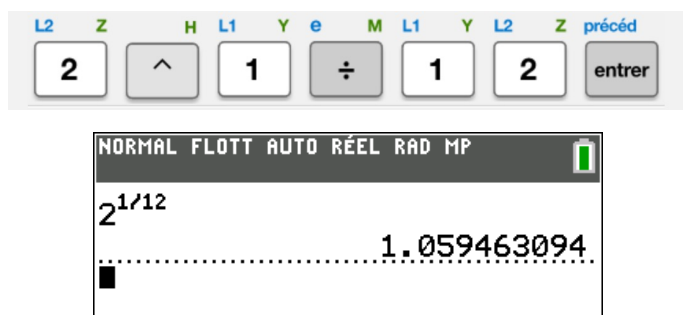 L2 Z H L1 Y e M L1 Y L2 Z précéd
2 ^ 1 ÷ 1 2 entrer
NORMAL FLOTT AUTO RÉEL RAD MP
2^1/12
1.059463094